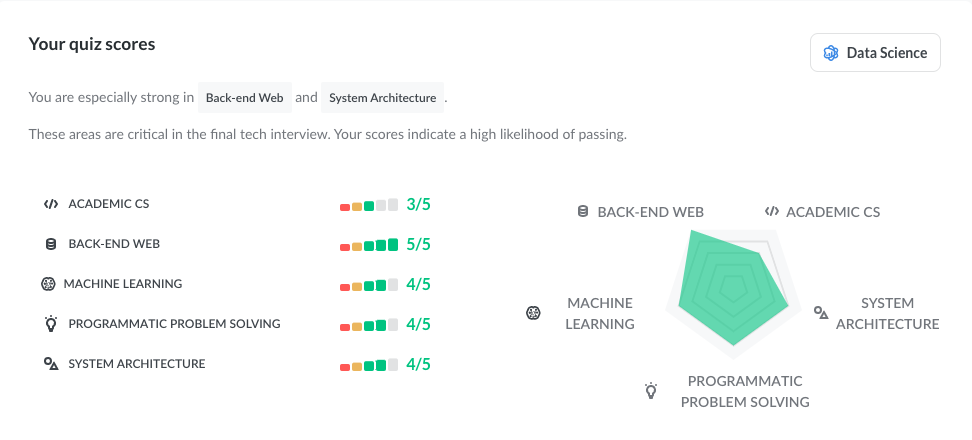 Your quiz scores
Data Science
You are especially strong in Back-end Web and System Architecture .
These areas are critical in the final tech interview. Your scores indicate a high likelihood of passing.
ACADEMIC CS 3/5
BACK-END WEB 5/5
MACHINE LEARNING 4/5
PROGRAMMATIC PROBLEM SOLVING 4/5
SYSTEM ARCHITECTURE 4/5
BACK-END WEB
ACADEMIC CS
MACHINE
LEARNING
SYSTEM
ARCHITECTURE
PROGRAMMATIC
PROBLEM SOLVING